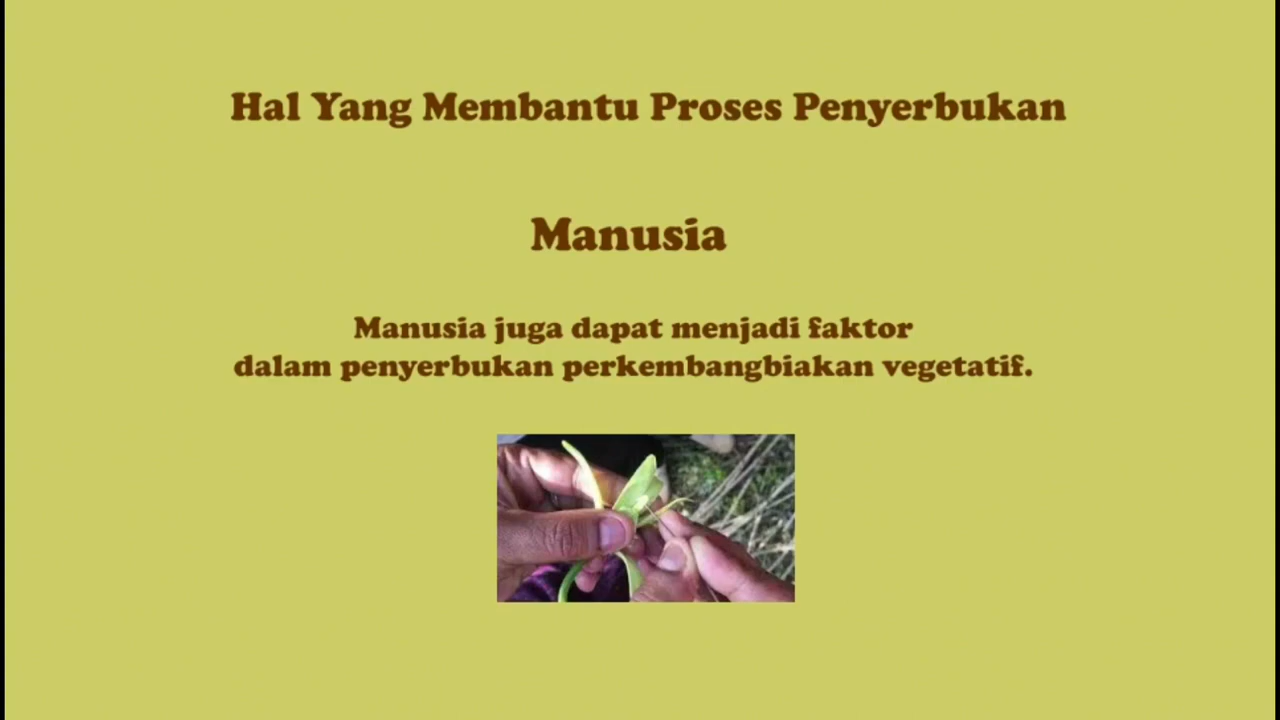 Hal Yang Membantu Proses Penyerbukan
Manusia
Manusia juga dapat menjadi faktor
dalam penyerbukan perkembangbiakan vegetatif.